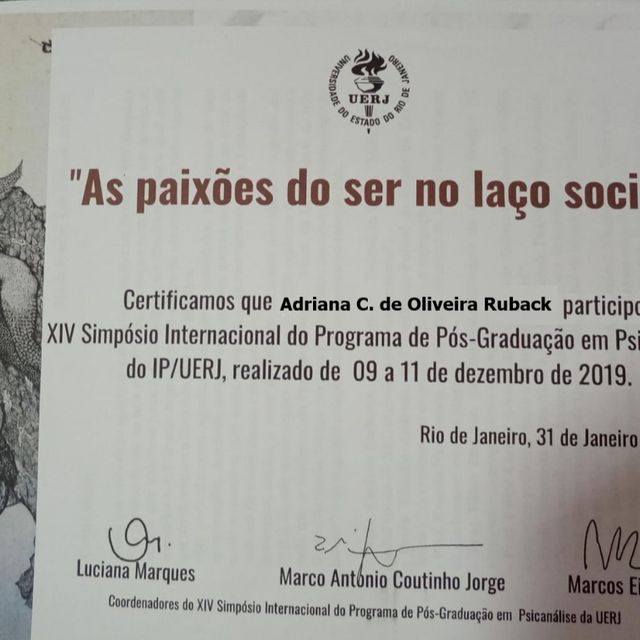 UNIVERSIDADE DO ESTADO DO RIO DE JANEIRO
UERJ
"As paixões do ser no laço soci
Certificamos que Adriana C. de Oliveira Ruback participo
XIV Simpósio Internacional do Programa de Pós-Graduação em Psi
do IP/UERJ, realizado de 09 a 11 de dezembro de 2019.
Rio de Janeiro, 31 de Janeiro
Luciana Marques
Marco Antônio Coutinho Jorge
Marcos Ei
Coordenadores do XIV Simpósio Internacional do Programa de Pós-Graduação em Psicanálise da UERJ